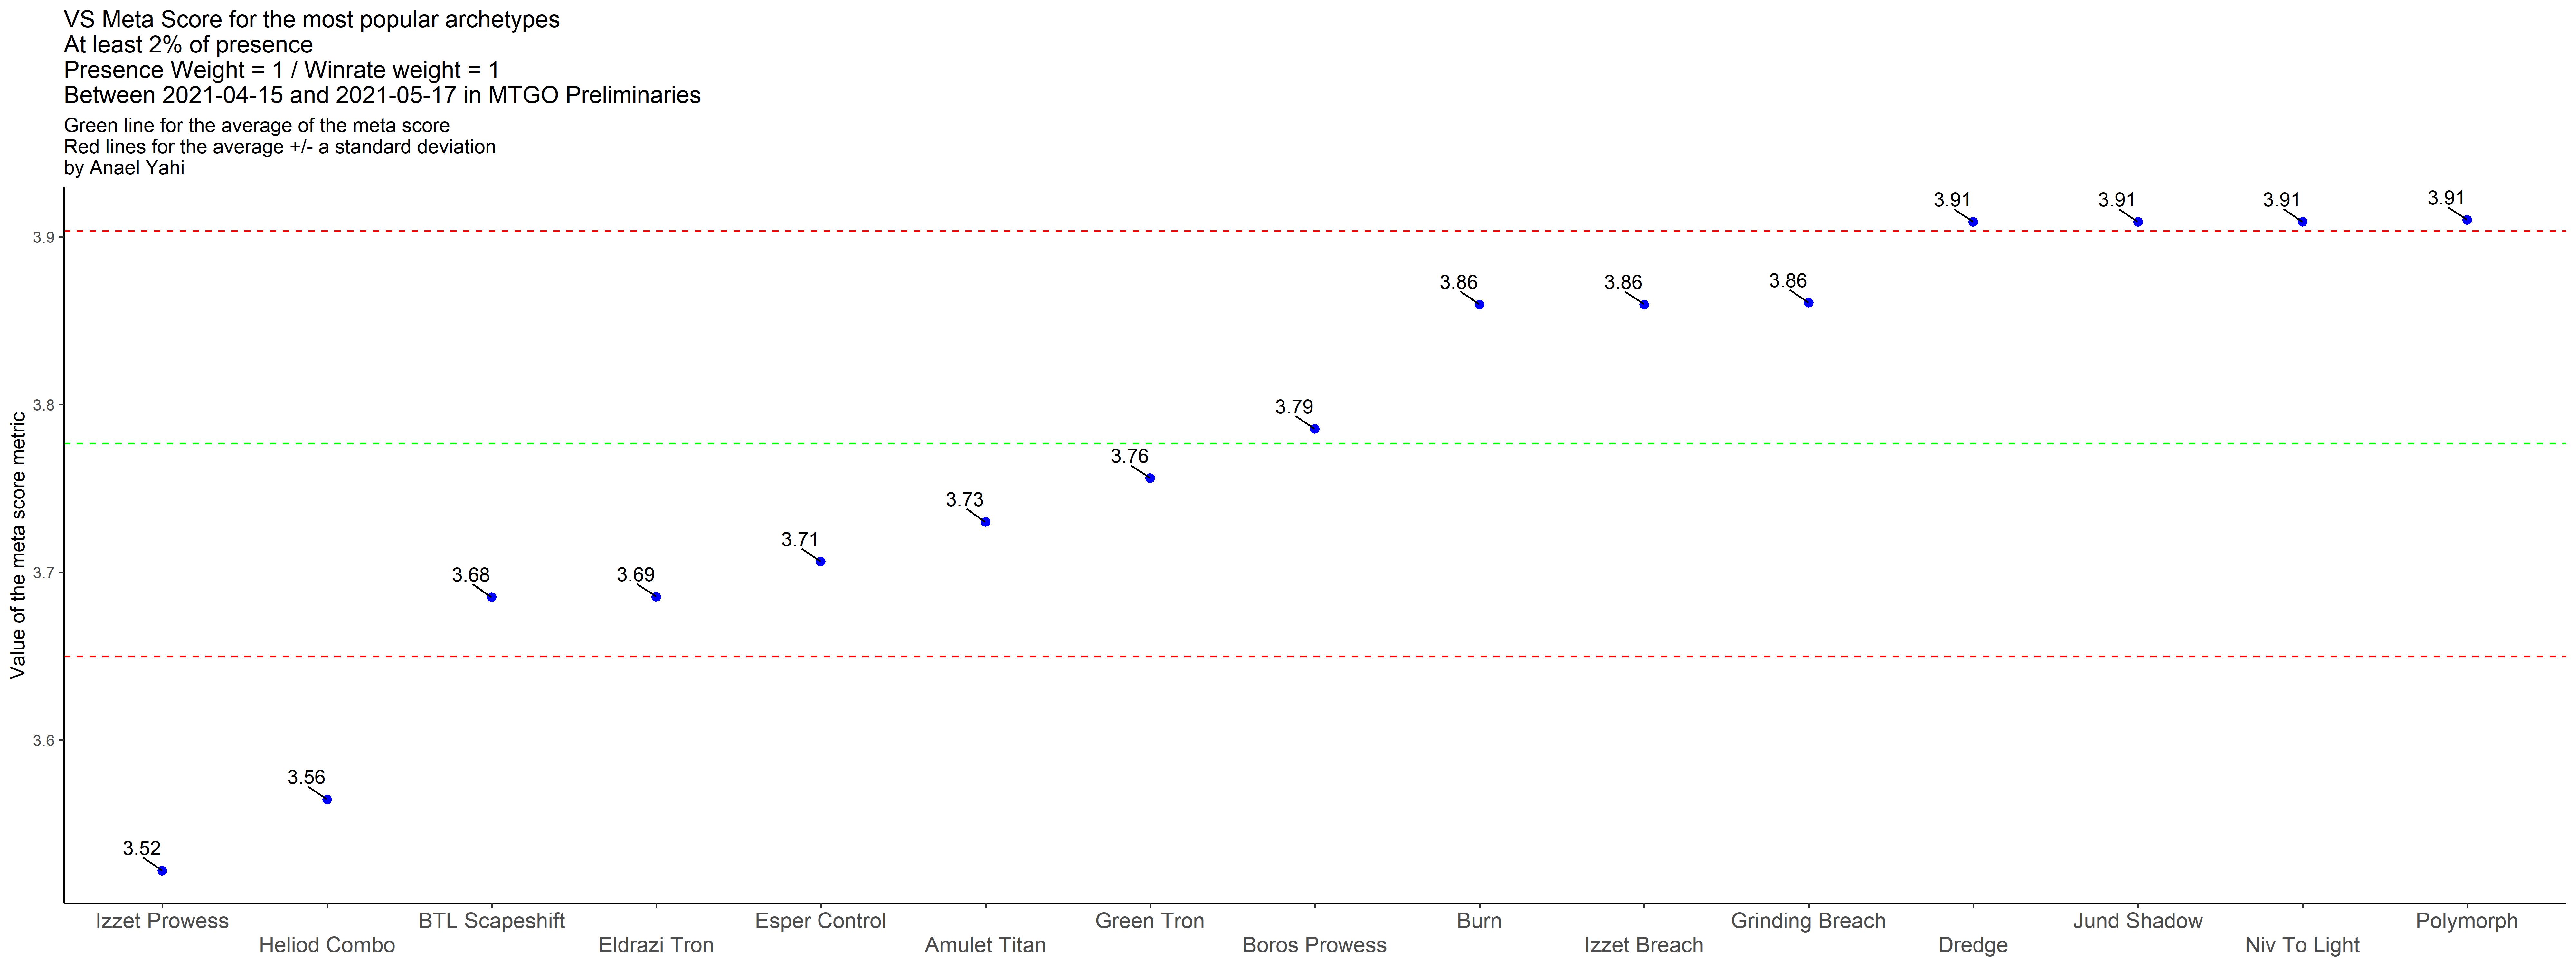 VS Meta Score for the most popular archetypes
At least 2% of presence
Presence Weight = 1 / Winrate weight = 1
Between 2021-04-15 and 2021-05-17 in MTGO Preliminaries
Green line for the average of the meta score
Red lines for the average +/- a standard deviation
by Anael Yahi
Value of the meta score metric
3.9
3.8
3.7
3.6
3.52
3.56
3.68
3.69
3.71
3.73
3.76
3.79
3.86
3.86
3.86
3.91
3.91
3.91
3.91
Izzet Prowess
Heliod Combo
BTL Scapeshift
Eldrazi Tron
Esper Control
Amulet Titan
Green Tron
Boros Prowess
Burn
Izzet Breach
Grinding Breach
Dredge
Jund Shadow
Niv To Light
Polymorph